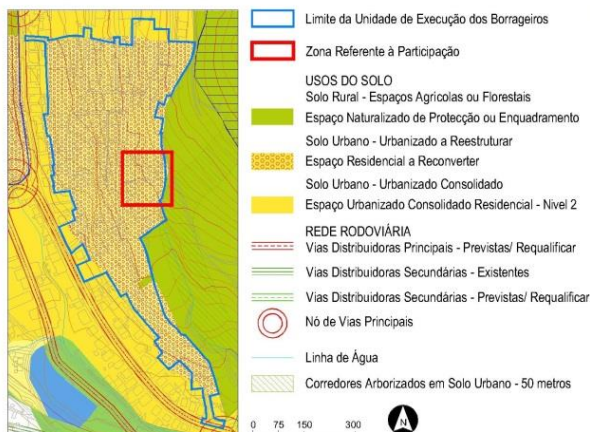 Limite da Unidade de Execução dos Borrageiros
Zona Referente à Participação
USOS DO SOLO
Solo Rural - Espaços Agrícolas ou Florestais
Espaço Naturalizado de Protecção ou Enquadramento
Solo Urbano - Urbanizado a Reestruturar
Espaço Residencial a Reconverter
Solo Urbano - Urbanizado Consolidado
Espaço Urbanizado Consolidado Residencial - Nivel 2
REDE RODOVIÁRIA
Vias Distribuidoras Principais - Previstas/ Requalificar
Vias Distribuidoras Secundárias - Existentes
Vias Distribuidoras Secundárias - Previstas/ Requalificar
Nó de Vias Principais
Linha de Água
Corredores Arborizados em Solo Urbano - 50 metros
0 75 150 300
N